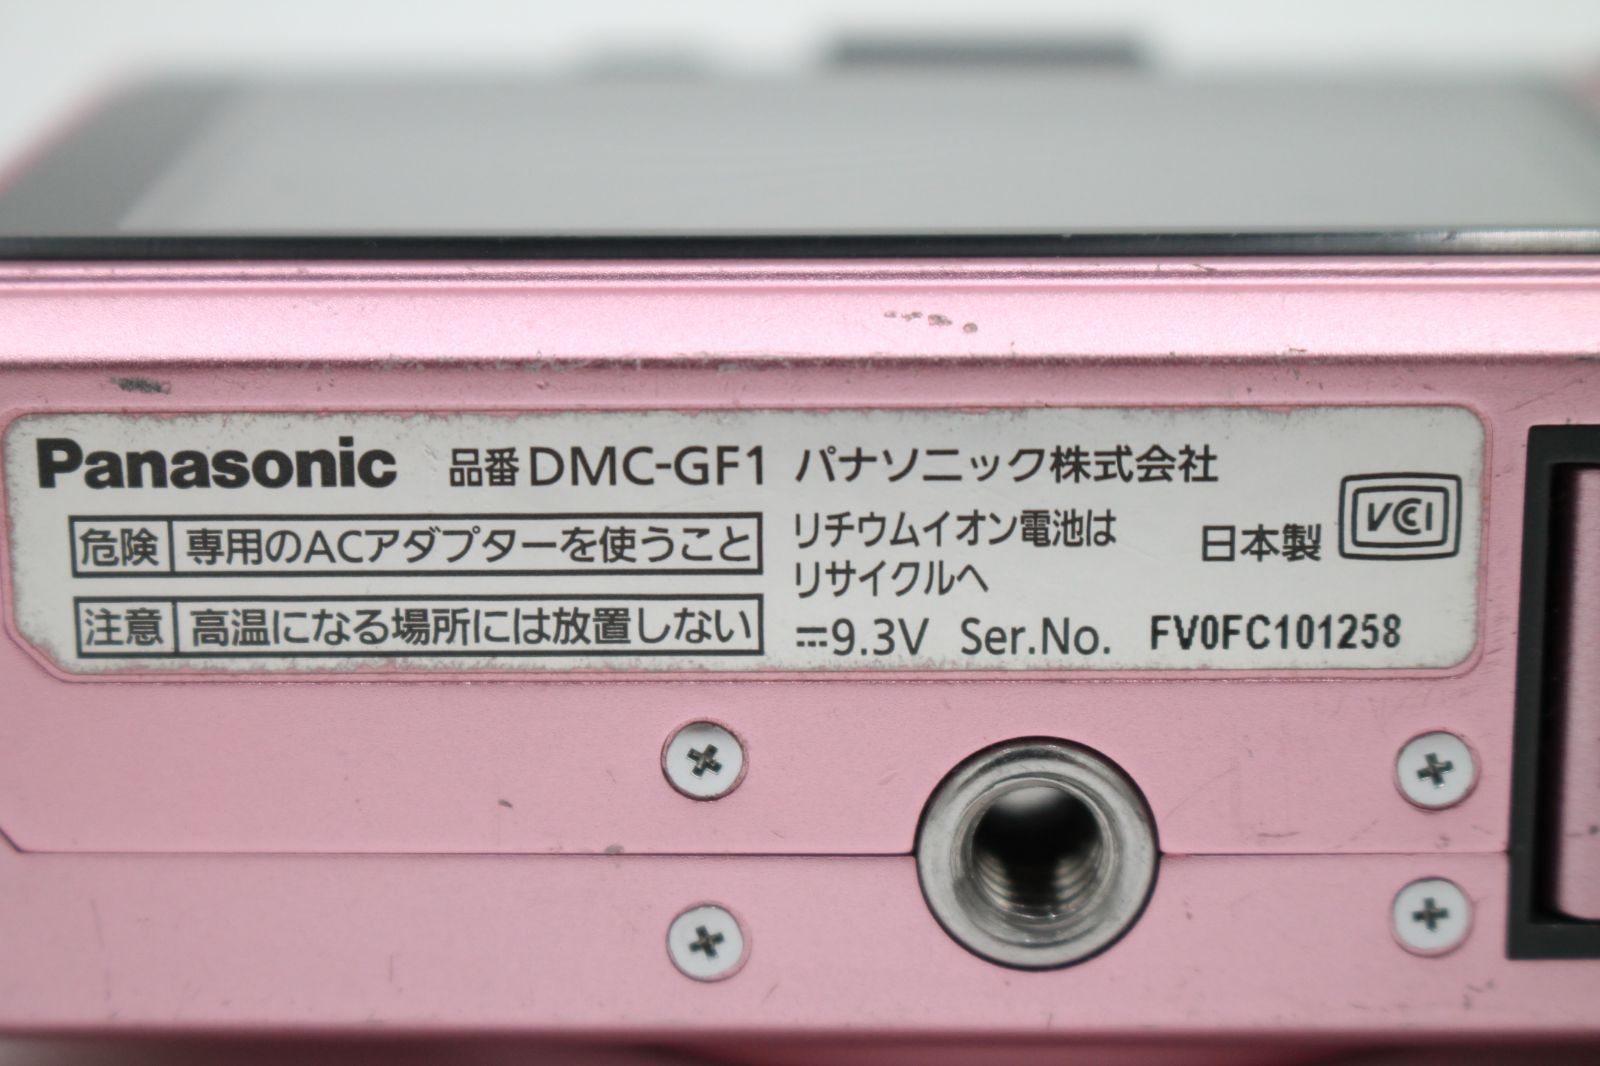 Panasonic 品番 DMC-GF1 パナソニック株式会社
危険 専用のACアダプターを使うこと
注意 高温になる場所には放置しない
リチウムイオン電池は
リサイクルへ
日本製 VCCI
⎓9.3V Ser.No. FV0FC101258